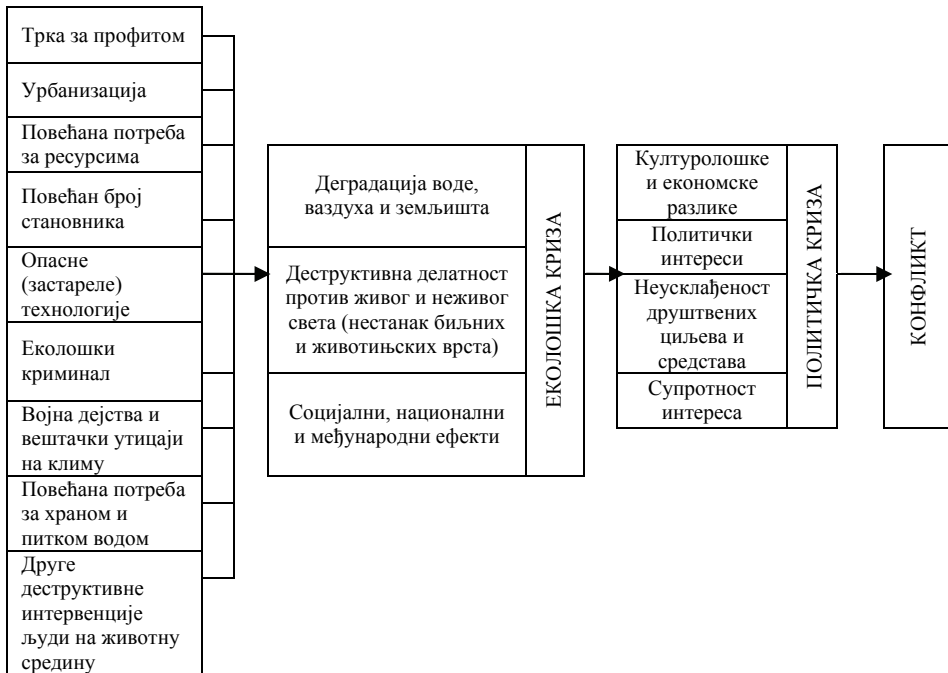 Трка за профитом
Урбанизација
Повећана потреба
за ресурсима
Повећан број
становника
Опасне
(застареле)
технологије
Еколошки
криминал
Војна дејства и
вештачки утицаји
на климу
Повећана потреба
за храном и
питком водом
Друге
деструктивне
интервенције
људи на животну
средину
Деградација воде,
ваздуха и земљишта
Деструктивна делатност
против живог и неживог
света (нестанак биљних
и животињских врста)
Социјални, национални
и међународни ефекти
ЕКОЛОШКА КРИЗА
Културолошке
и економске
разлике
Политички
интереси
Неусклађеност
друштвених
циљева и
средстава
Супротност
интереса
ПОЛИТИЧКА КРИЗА
КОНФЛИКТ